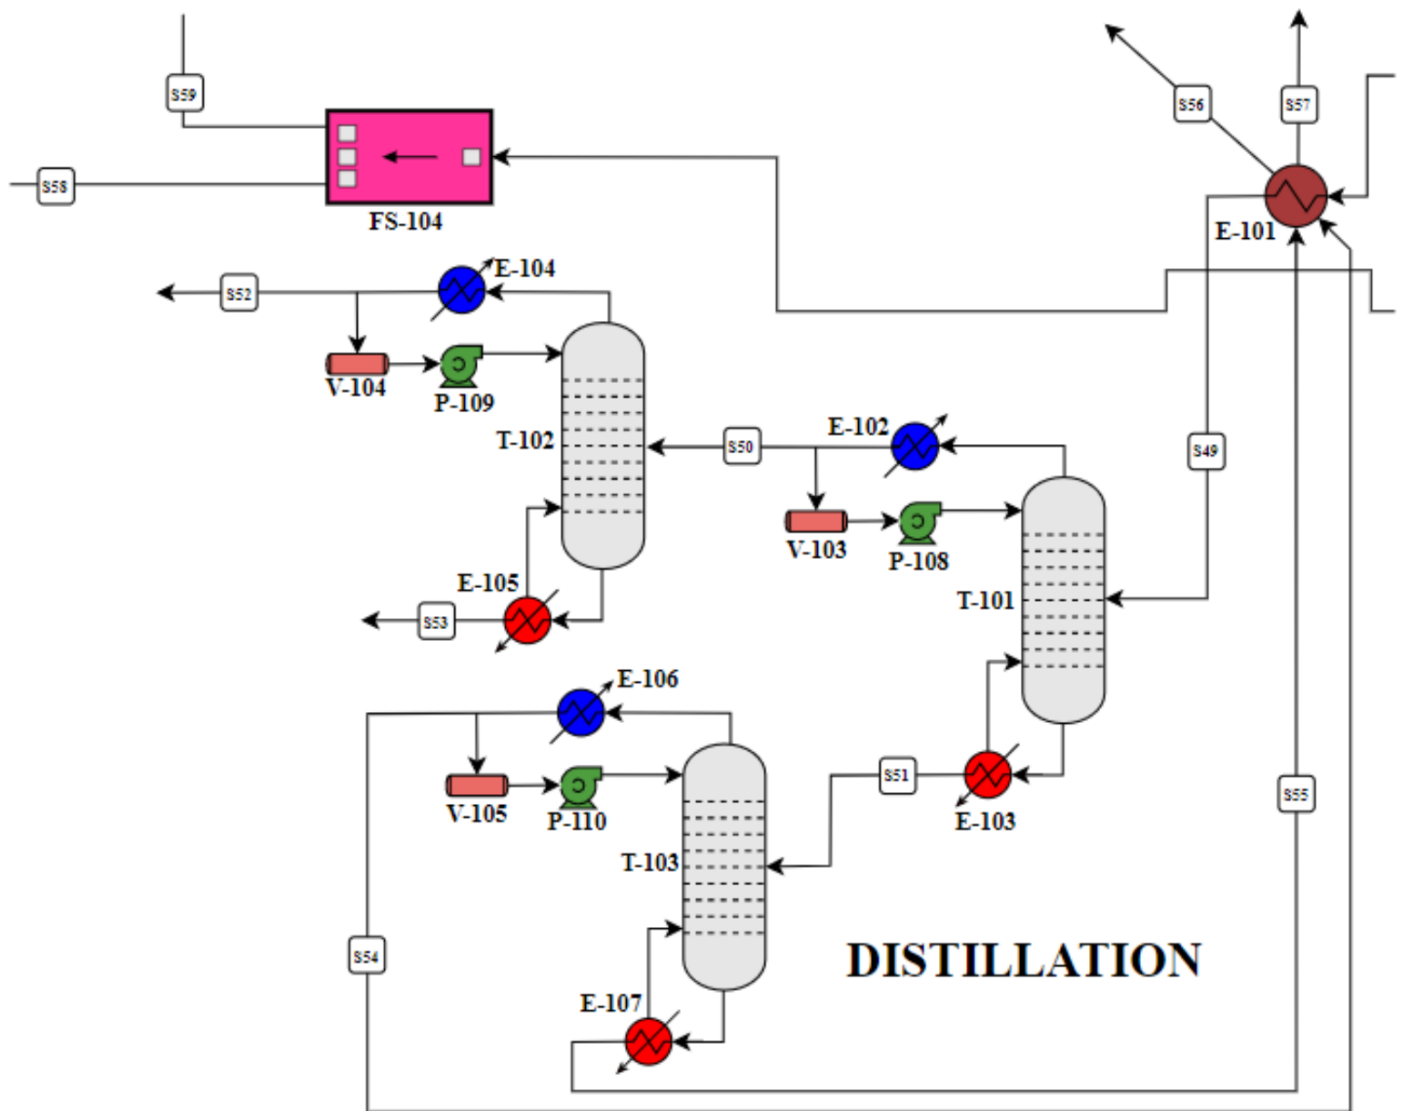 S59
S56
S57
S58
FS-104
E-101
E-104
S52
V-104
P-109
T-102
S50
E-102
S49
V-103
P-108
T-101
E-105
S53
E-106
S51
E-103
S55
V-105
P-110
T-103
S54
DISTILLATION
E-107